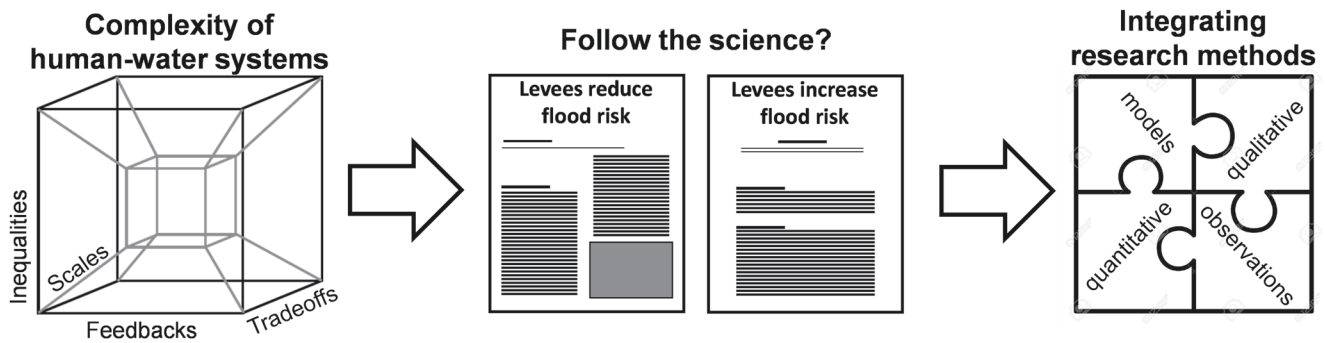 Complexity of
human-water systems
Inequalities
Scales
Feedbacks
Tradeoffs
Follow the science?
Levees reduce
flood risk
Levees increase
flood risk
Integrating
research methods
models
qualitative
quantitative
observations